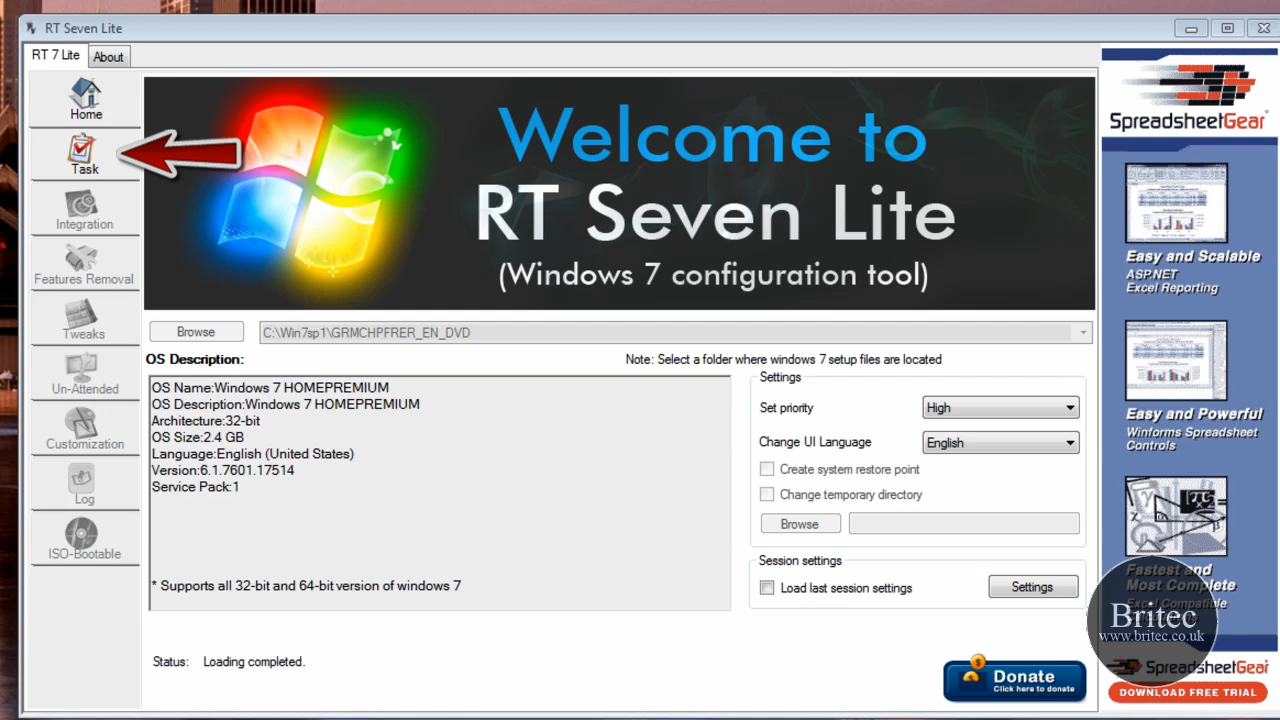 RT Seven Lite
RT 7 Lite
About
Home
Task
Integration
Features Removal
Tweaks
Un-Attended
Customization
Log
ISO-Bootable
Welcome to
RT Seven Lite
(Windows 7 configuration tool)
Browse
C:\Win7sp1\GRMCHPFRER_EN_DVD
OS Description:
Note : Select a folder where windows 7 setup files are located
OS Name:Windows 7 HOMEPREMIUM
OS Description:Windows 7 HOMEPREMIUM
Architecture:32-bit
OS Size:2.4 GB
Language:English (United States)
Version:6.1.7601.17514
Service Pack:1
* Supports all 32-bit and 64-bit version of windows 7
Settings
Set priority
High
Change UI Language
English
Create system restore point
Change temporary directory
Browse
Session settings
Load last session settings
Settings
Status: Loading completed.
Donate
Click here to donate
SpreadsheetGear
Easy and Scalable
ASP.NET
Excel Reporting
Easy and Powerful
Winforms Spreadsheet
Controls
Fastest and
Most Complete
Excel Compatible
Britec
www.britec.co.uk
SpreadsheetGear
DOWNLOAD FREE TRIAL